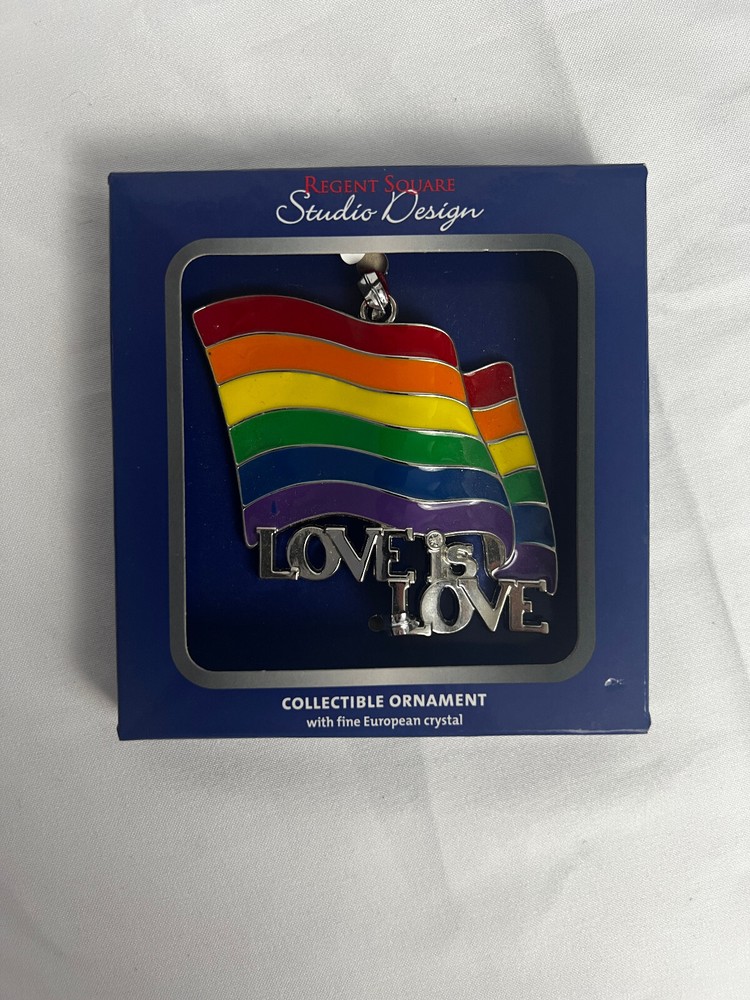 REGENT SQUARE
Studio Design
LOVE is
LOVE
COLLECTIBLE ORNAMENT
with fine European crystal